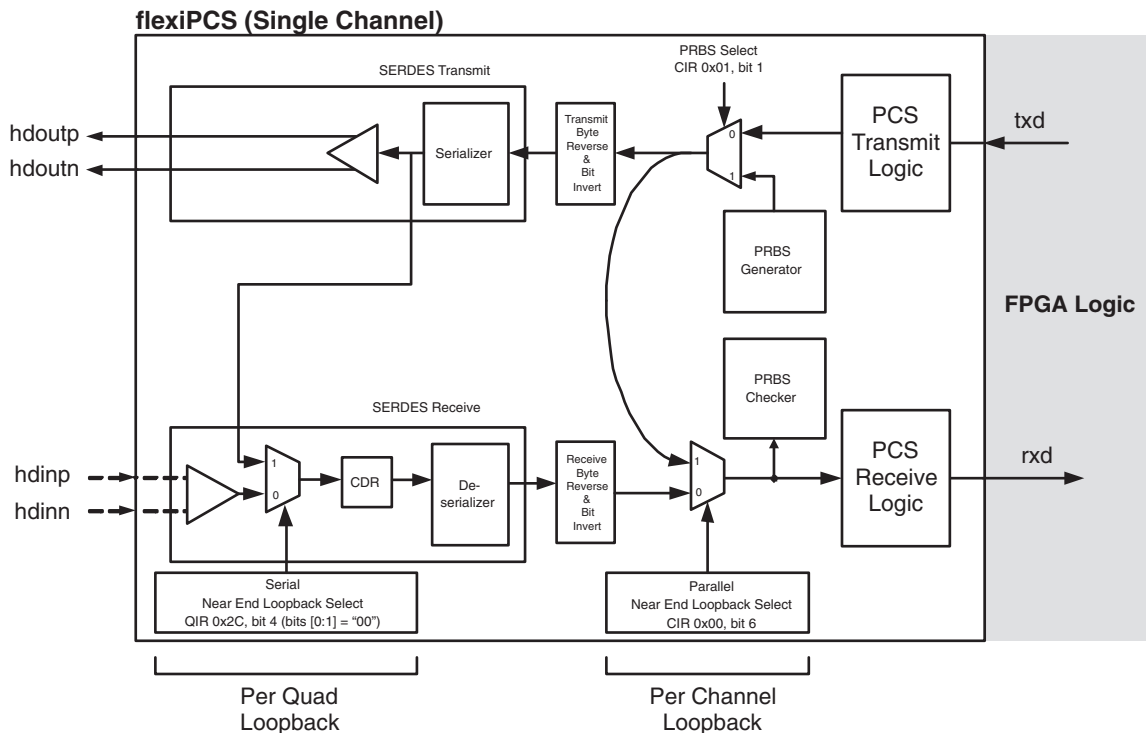 flexiPCS (Single Channel)
PRBS Select
CIR 0x01, bit 1
SERDES Transmit
hdoutp
hdoutn
Serializer
Transmit
Byte
Reverse
&
Bit
Invert
0
1
PCS
Transmit
Logic
txd
PRBS
Generator
FPGA Logic
PRBS
Checker
SERDES Receive
hdinp
hdinn
1
0
CDR
De-
serializer
Receive
Byte
Reverse
&
Bit
Invert
1
0
PCS
Receive
Logic
rxd
Serial
Near End Loopback Select
QIR 0x2C, bit 4 (bits [0:1] = “00”)
Parallel
Near End Loopback Select
CIR 0x00, bit 6
Per Quad
Loopback
Per Channel
Loopback